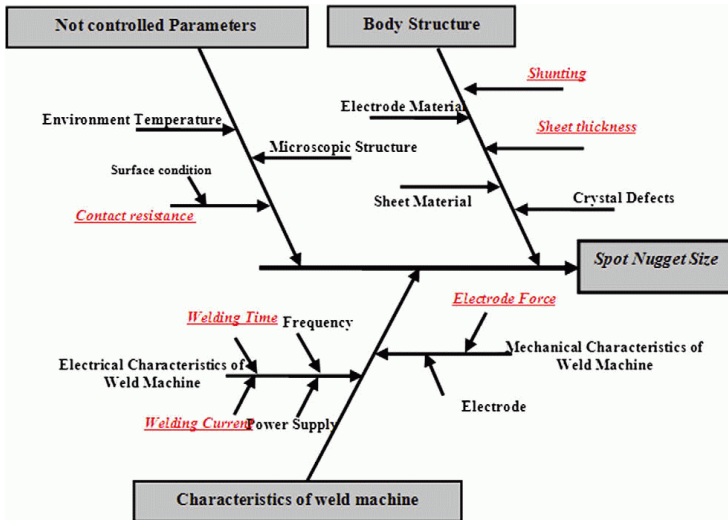 Not controlled Parameters
Body Structure
Shunting
Electrode Material
Environment Temperature
Sheet thickness
Microscopic Structure
Surface condition
Sheet Material
Crystal Defects
Contact resistance
Spot Nugget Size
Electrode Force
Welding Time
Frequency
Mechanical Characteristics of
Weld Machine
Electrical Characteristics of
Weld Machine
Electrode
Welding Current
Power Supply
Characteristics of weld machine